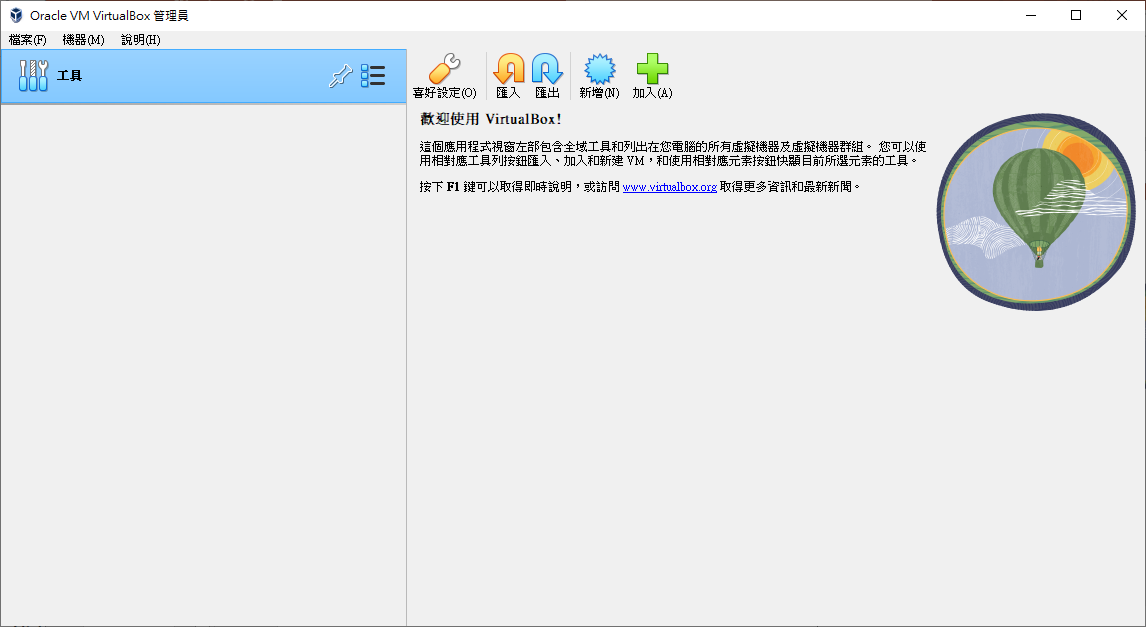 Oracle VM VirtualBox 管理員
檔案(F) 機器(M) 說明(H)
工具
喜好設定(O) 匯入 匯出 新增(N) 加入(A)
歡迎使用 VirtualBox!
這個應用程式視窗左部包含全域工具和列出在您電腦的所有虛擬機器及虛擬機器群組。 您可以使
用相對應工具列按鈕匯入、加入和新建 VM，和使用相對應元素按鈕快顯目前所選元素的工具。
按下 F1 鍵可以取得即時說明，或訪問 www.virtualbox.org 取得更多資訊和最新新聞。